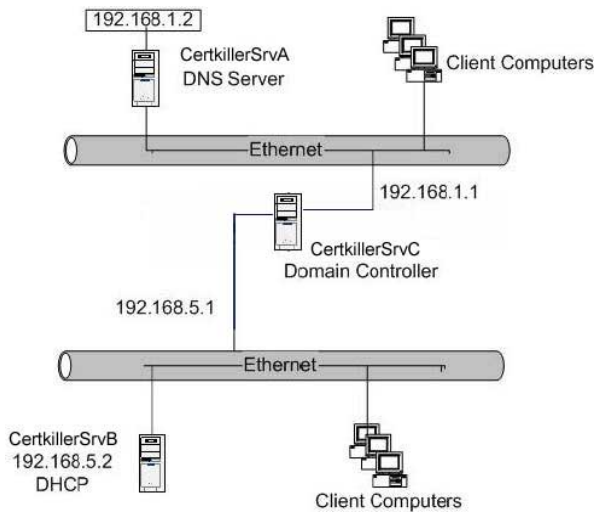 192.168.1.2
CertkillerSrvA
DNS Server
Client Computers
Ethernet
192.168.1.1
CertkillerSrvC
Domain Controller
192.168.5.1
Ethernet
CertkillerSrvB
192.168.5.2
DHCP
Client Computers